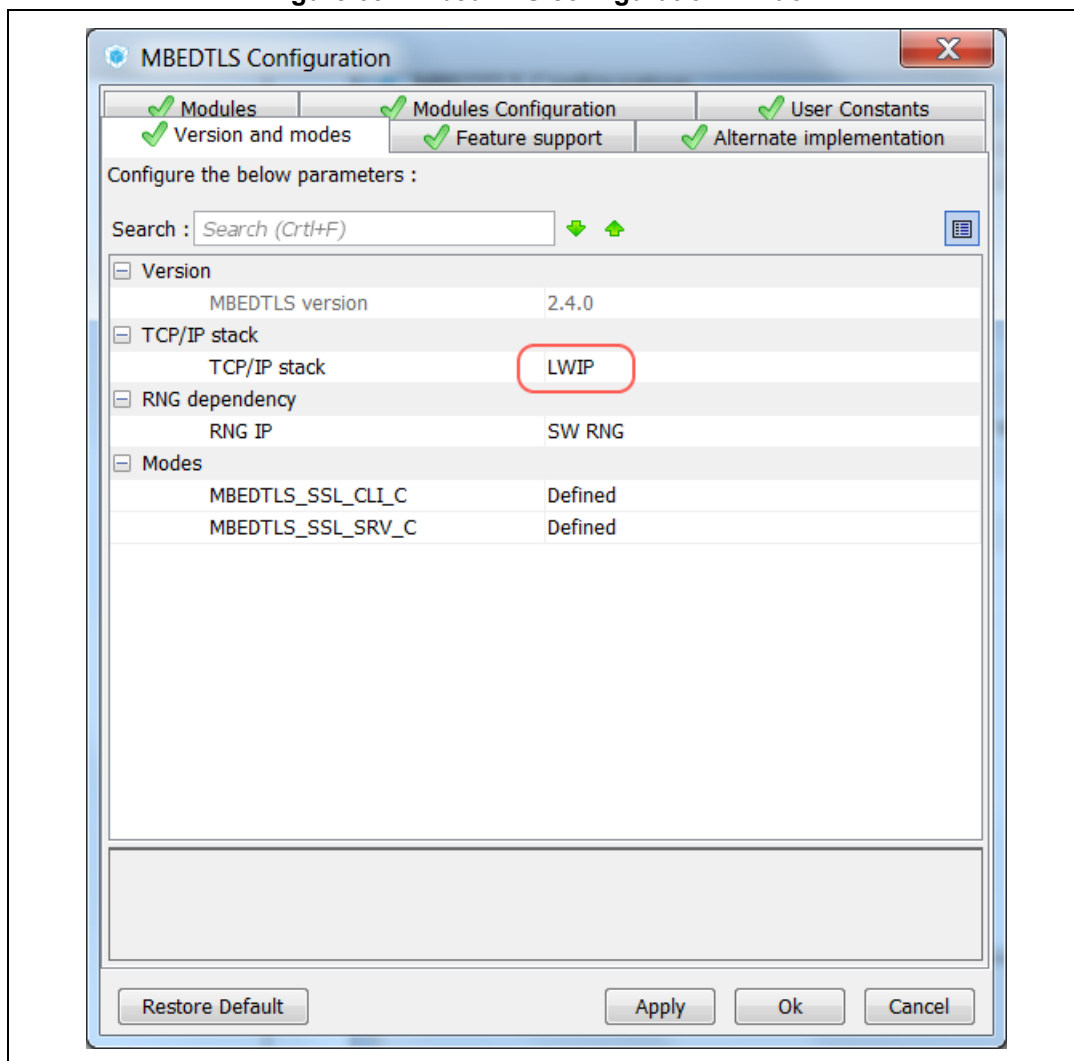 MBEDTLS Configuration
Modules Modules Configuration User Constants
Version and modes Feature support Alternate implementation
Configure the below parameters :
Search : Search (Crtl+F)
Version
MBEDTLS version 2.4.0
TCP/IP stack
TCP/IP stack LWIP
RNG dependency
RNG IP SW RNG
Modes
MBEDTLS_SSL_CLI_C Defined
MBEDTLS_SSL_SRV_C Defined
Restore Default Apply Ok Cancel